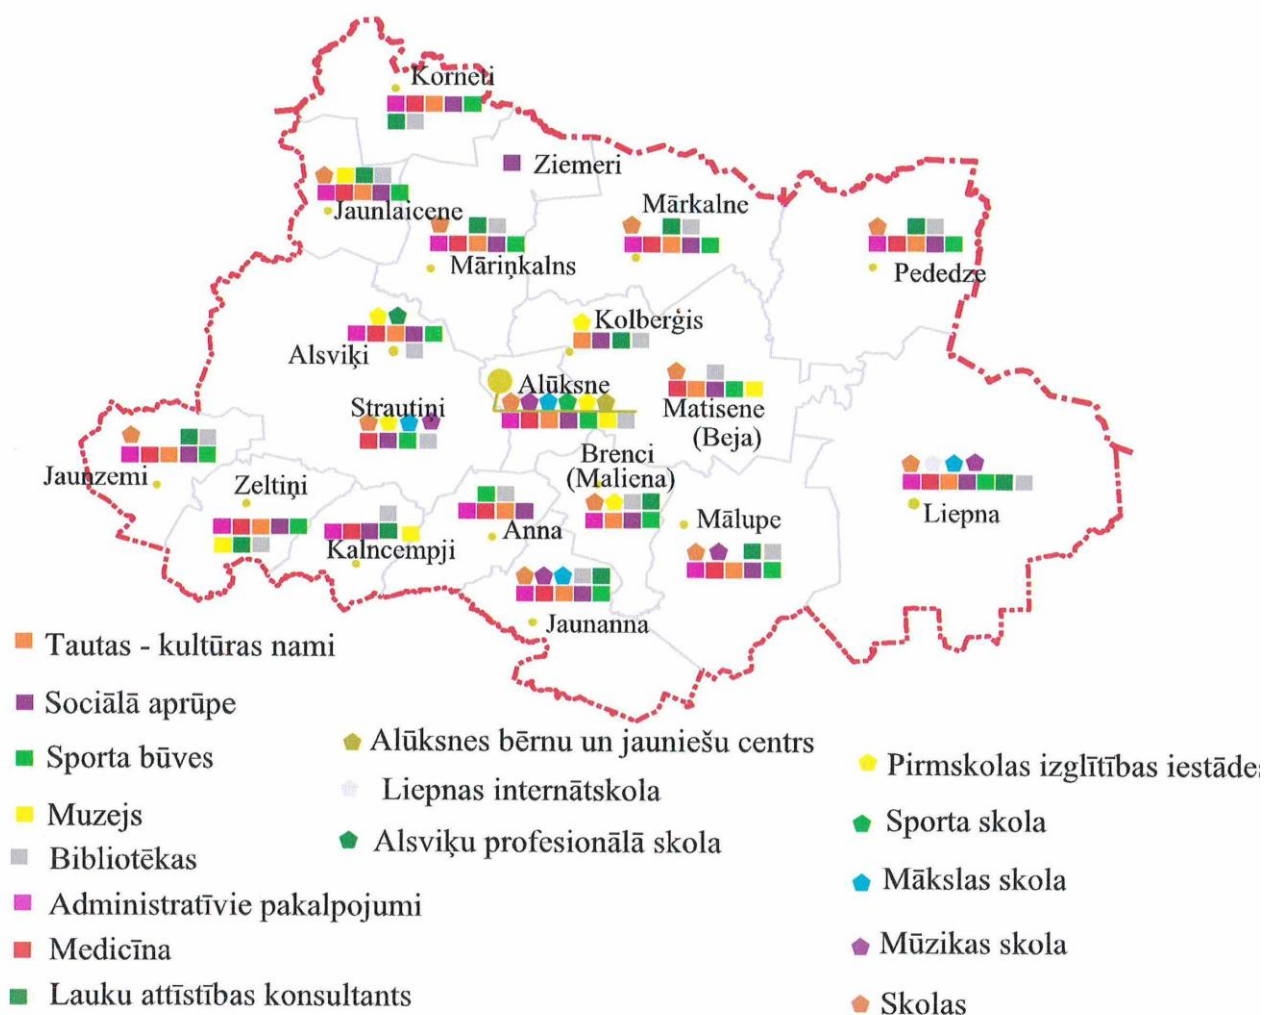 Korneti
Ziemeri
Jaunlaicene
Mārkalne
Māriņkalns
Pededze
Kolberģis
Alsviķi
Alūksne
Strautiņi
Matisene
(Beja)
Jaunzemi
Zeltiņi
Brenci
(Maliena)
Liepna
Kalncempji
Anna
Mālupe
Jaunanna
Tautas - kultūras nami
Sociālā aprūpe
Sporta būves
Muzejs
Bibliotēkas
Administratīvie pakalpojumi
Medicīna
Lauku attīstības konsultants
Alūksnes bērnu un jauniešu centrs
Liepnas internātskola
Alsviķu profesionālā skola
Pirmskolas izglītības iestādes
Sporta skola
Mākslas skola
Mūzikas skola
Skolas